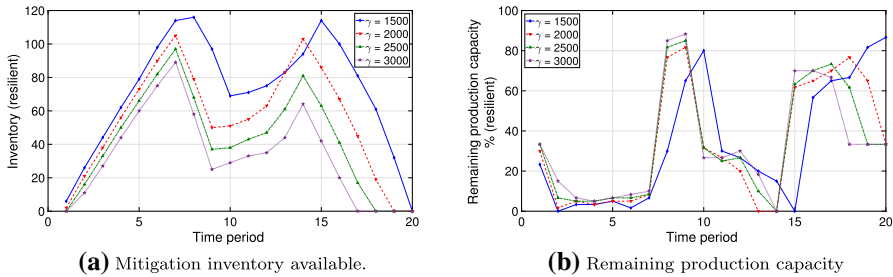 120
100
80
60
40
20
0
0
5
10
15
20
Inventory (resilient)
Time period
γ = 1500
γ = 2000
γ = 2500
γ = 3000
(a) Mitigation inventory available.
100
80
60
40
20
0
0
5
10
15
20
Remaining production capacity
% (resilient)
Time period
γ = 1500
γ = 2000
γ = 2500
γ = 3000
(b) Remaining production capacity